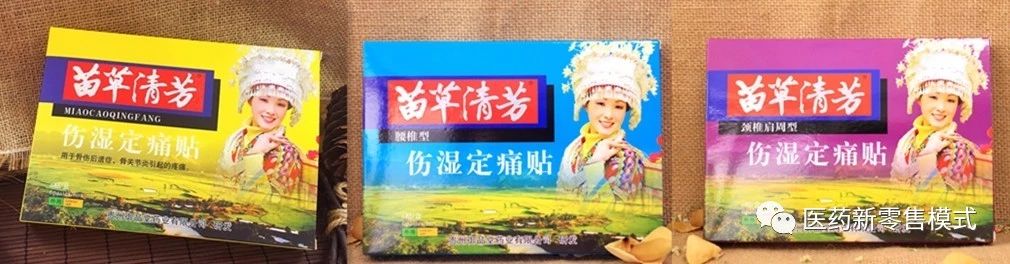 苗草清芳
MIAOCAOQINGFANG
伤湿定痛贴
用于骨伤后遗症,骨关节炎引起的疼痛
苗草清芳
腰椎型
伤湿定痛贴
苗草清芳
颈椎肩周型
伤湿定痛贴
医药新零售模式